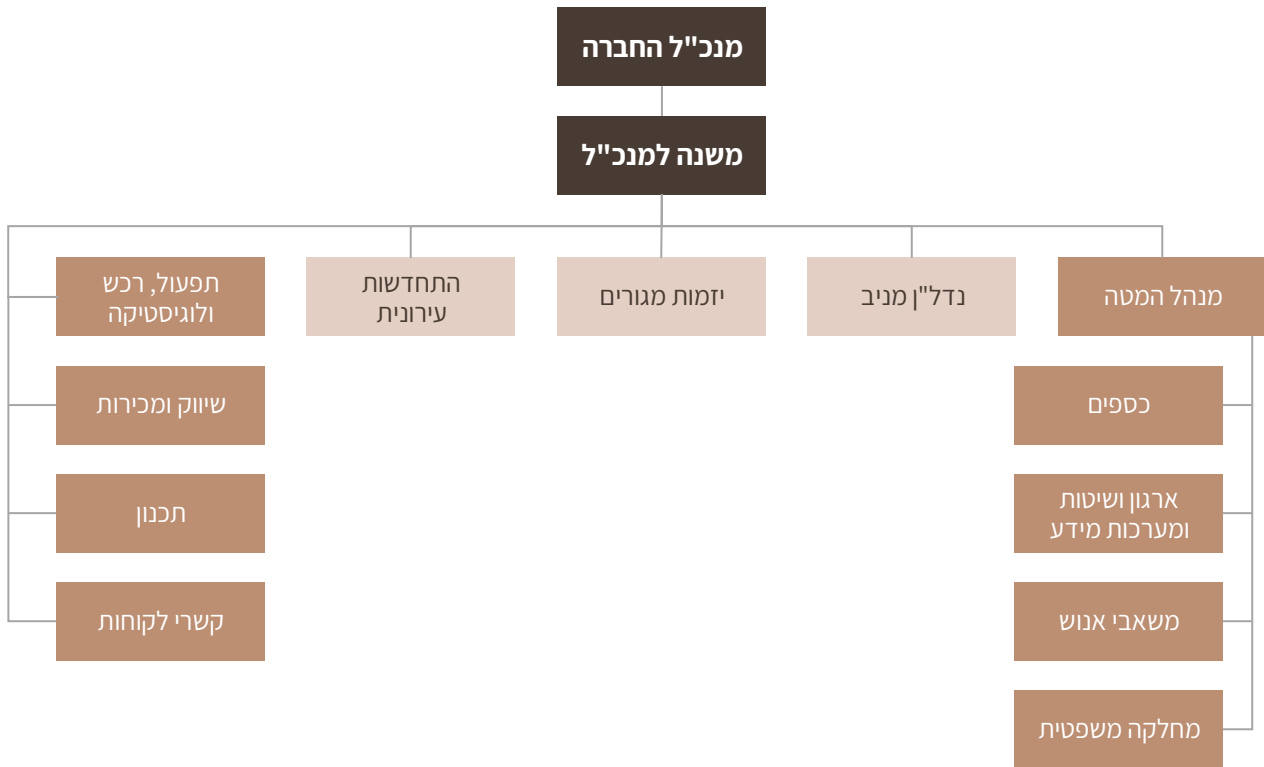 מנכ"ל החברה
משנה למנכ"ל
מנהל המטה
נדל"ן מניב
יזמות מגורים
התחדשות
עירונית
תפעול, רכש
ולוגיסטיקה
כספים
ארגון ושיטות
ומערכות מידע
משאבי אנוש
מחלקה משפטית
שיווק ומכירות
תכנון
קשרי לקוחות